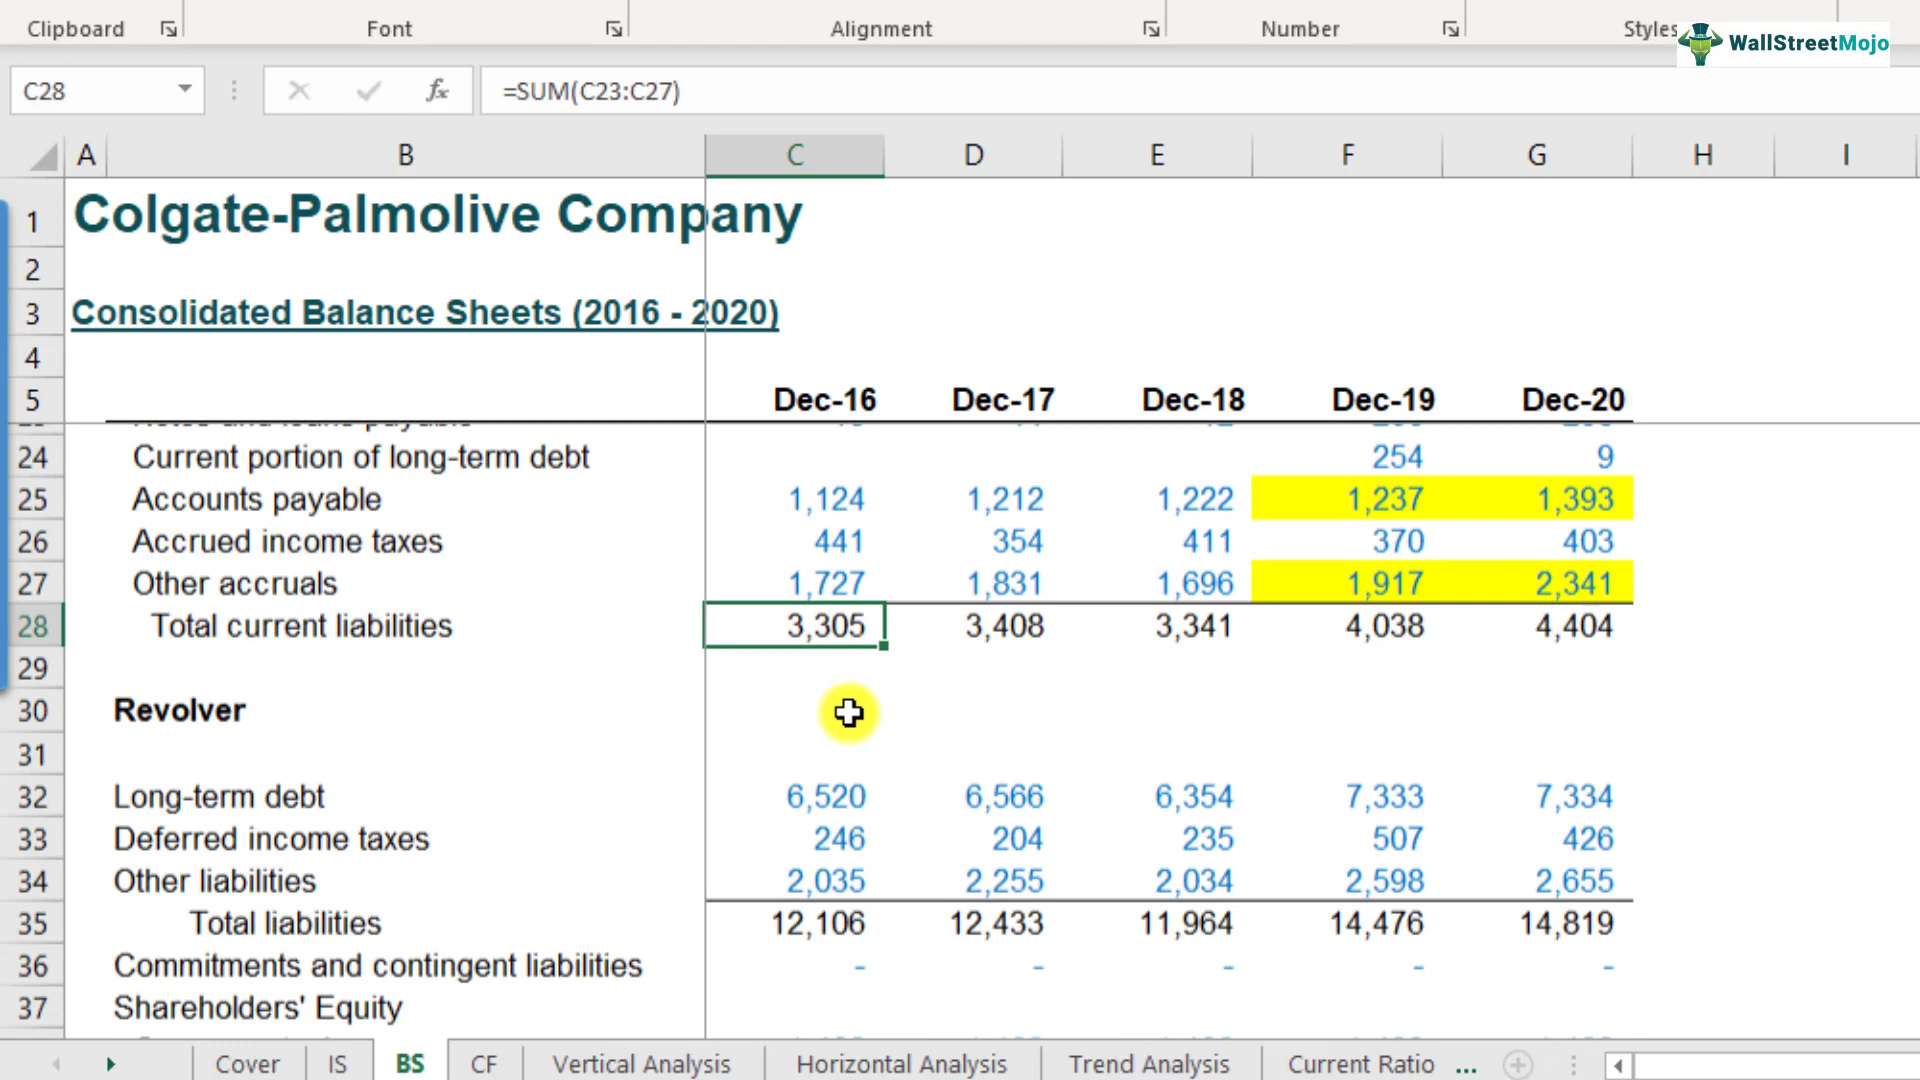 Clipboard Font Alignment Number Styles
WallStreetMojo
C28 fx =SUM(C23:C27)
A B C D E F G H I
1 Colgate-Palmolive Company
2
3 Consolidated Balance Sheets (2016 - 2020)
4
5 Dec-16 Dec-17 Dec-18 Dec-19 Dec-20
24 Current portion of long-term debt 254 9
25 Accounts payable 1,124 1,212 1,222 1,237 1,393
26 Accrued income taxes 441 354 411 370 403
27 Other accruals 1,727 1,831 1,696 1,917 2,341
28 Total current liabilities 3,305 3,408 3,341 4,038 4,404
29
30 Revolver
31
32 Long-term debt 6,520 6,566 6,354 7,333 7,334
33 Deferred income taxes 246 204 235 507 426
34 Other liabilities 2,035 2,255 2,034 2,598 2,655
35 Total liabilities 12,106 12,433 11,964 14,476 14,819
36 Commitments and contingent liabilities - - - - -
37 Shareholders' Equity
Cover IS BS CF Vertical Analysis Horizontal Analysis Trend Analysis Current Ratio ...